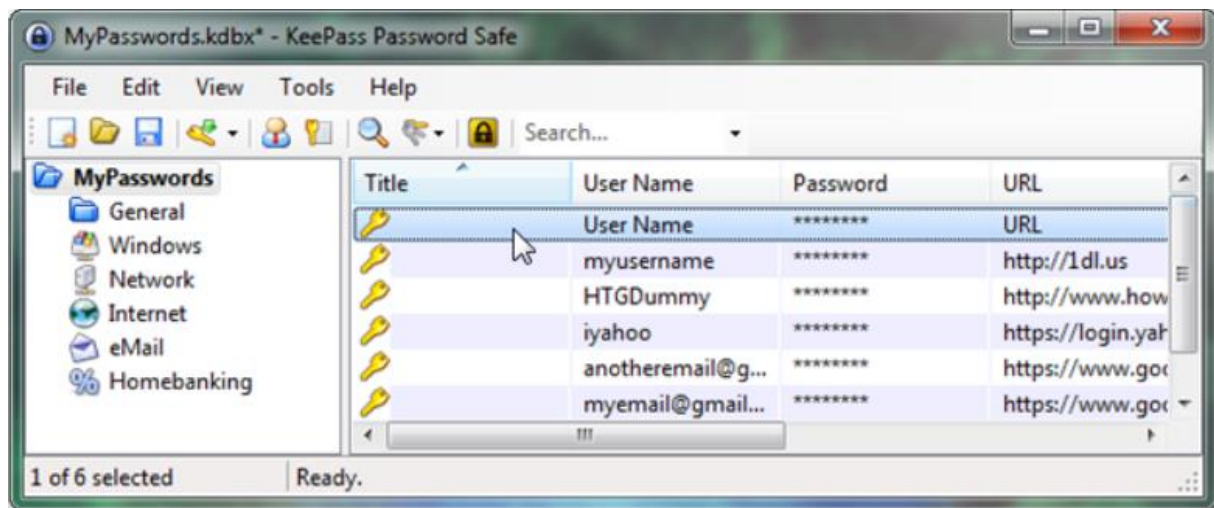 MyPasswords.kdbx* - KeePass Password Safe
File Edit View Tools Help
Search...
MyPasswords
General
Windows
Network
Internet
eMail
Homebanking
Title User Name Password URL
User Name ******** URL
myusername ******** http://1dl.us
HTGDummy ******** http://www.how
iyahoo ******** https://login.yah
anotheremail@g... ******** https://www.goo
myemail@gmail... ******** https://www.goo
1 of 6 selected Ready.